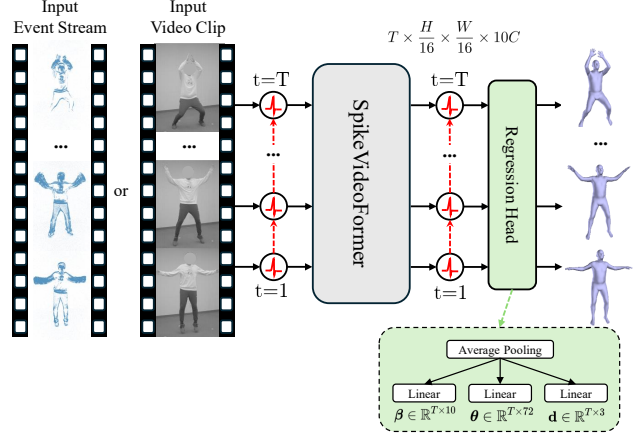 Input
Event Stream
Input
Video Clip
T × H/16 × W/16 × 10C
t=T
t=T
...
...
...
...
...
or
SpikeVideoFormer
Regression Head
t=1
t=1
Average Pooling
Linear
Linear
Linear
β ∈ ℝ^{T×10}
θ ∈ ℝ^{T×72}
d ∈ ℝ^{T×3}